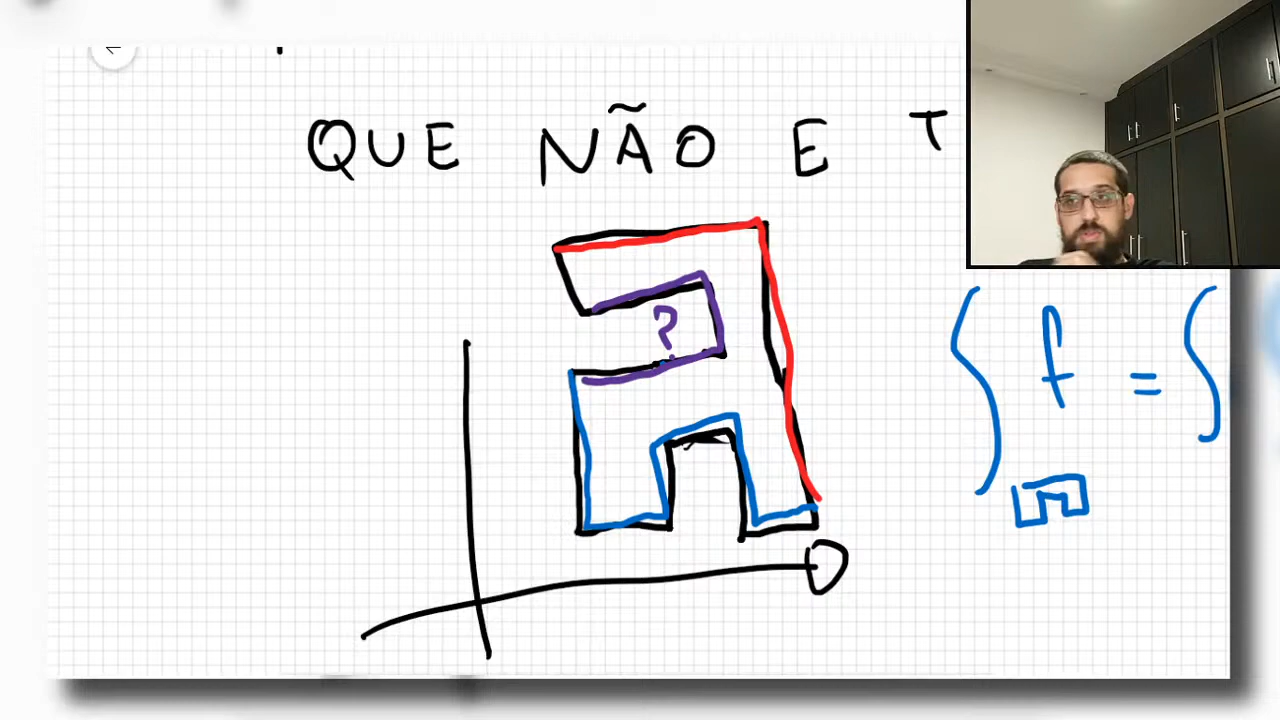 QUE NÃO E T
?
∫ f = ∫